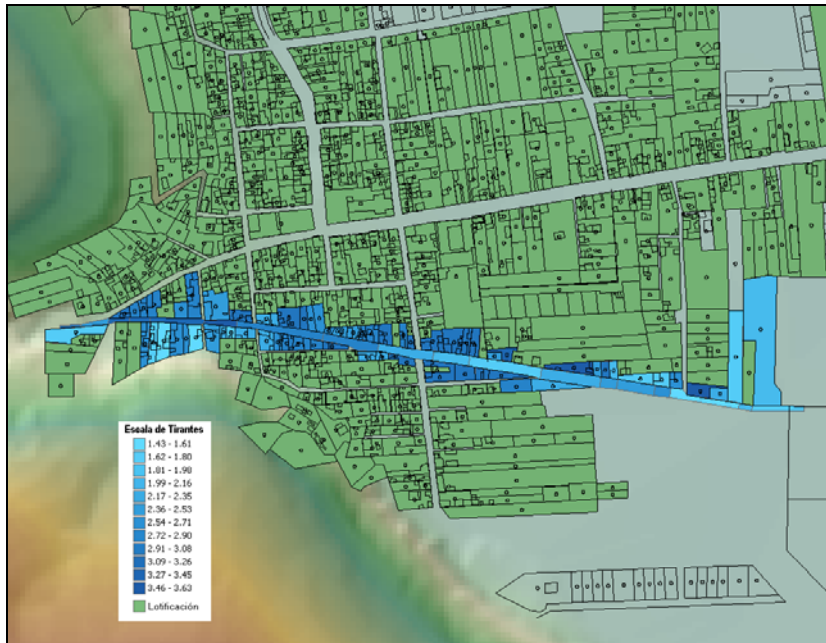 Escala de Tirantes
1.43 - 1.61
1.62 - 1.80
1.81 - 1.98
1.99 - 2.16
2.17 - 2.35
2.36 - 2.53
2.54 - 2.71
2.72 - 2.90
2.91 - 3.08
3.09 - 3.26
3.27 - 3.45
3.46 - 3.63
Lotificación